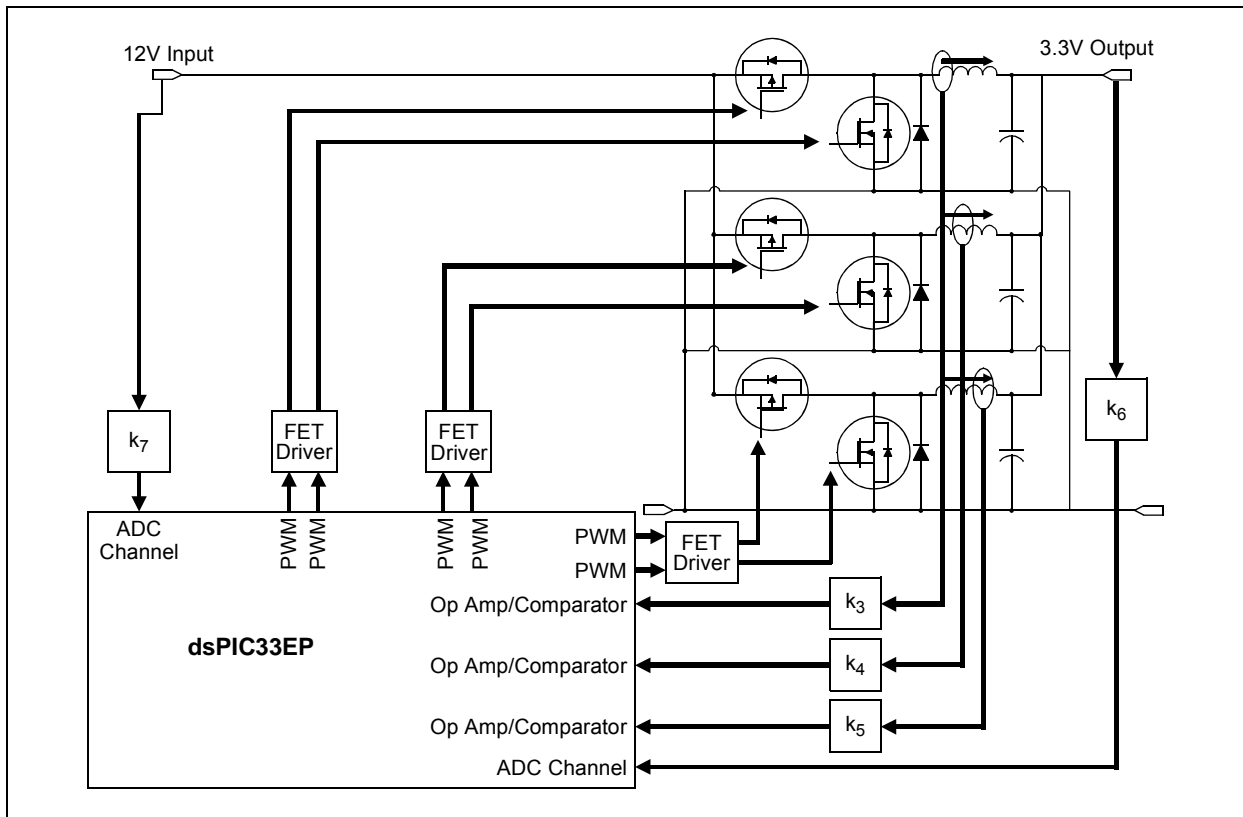 12V Input
3.3V Output
k7
FET
Driver
FET
Driver
k6
ADC
Channel
PWM
PWM
PWM
PWM
PWM
PWM
FET
Driver
Op Amp/Comparator
k3
dsPIC33EP
Op Amp/Comparator
k4
Op Amp/Comparator
k5
ADC Channel